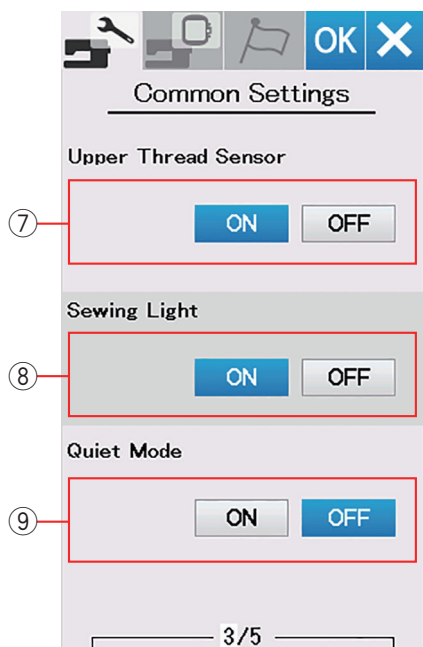 OK X
Common Settings
Upper Thread Sensor
⑦ ON OFF
Sewing Light
⑧ ON OFF
Quiet Mode
⑨ ON OFF
3/5